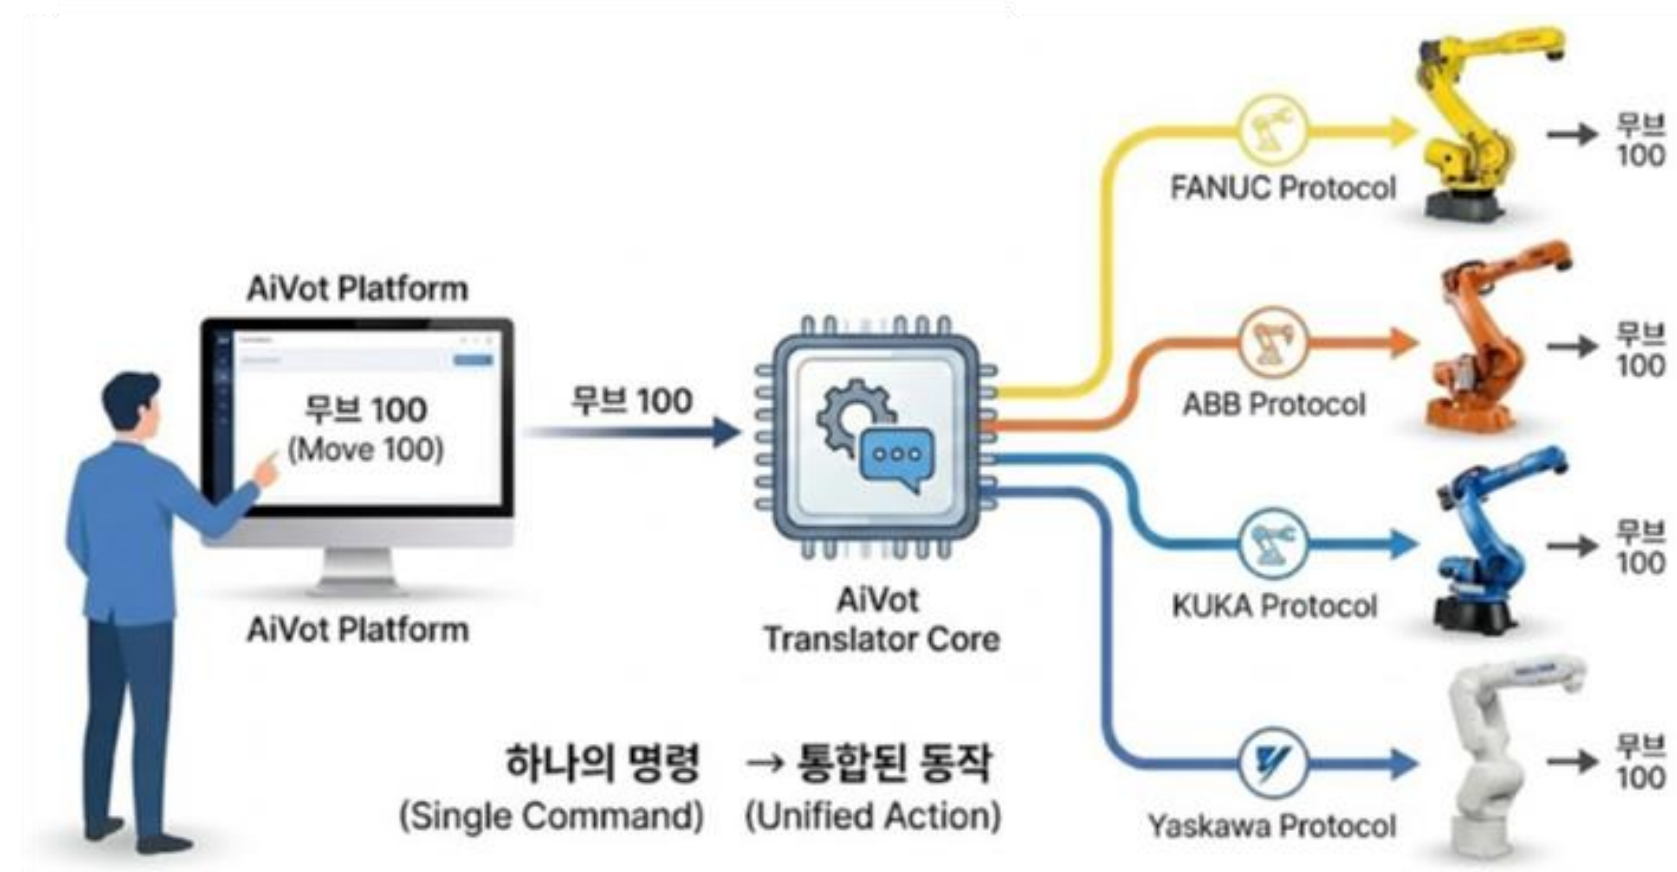 AiVot Platform
무브 100
(Move 100)
AiVot Platform
무브 100
AiVot
Translator Core
하나의 명령 → 통합된 동작
(Single Command) (Unified Action)
FANUC Protocol
무브
100
ABB Protocol
무브
100
KUKA Protocol
무브
100
Yaskawa Protocol
무브
100